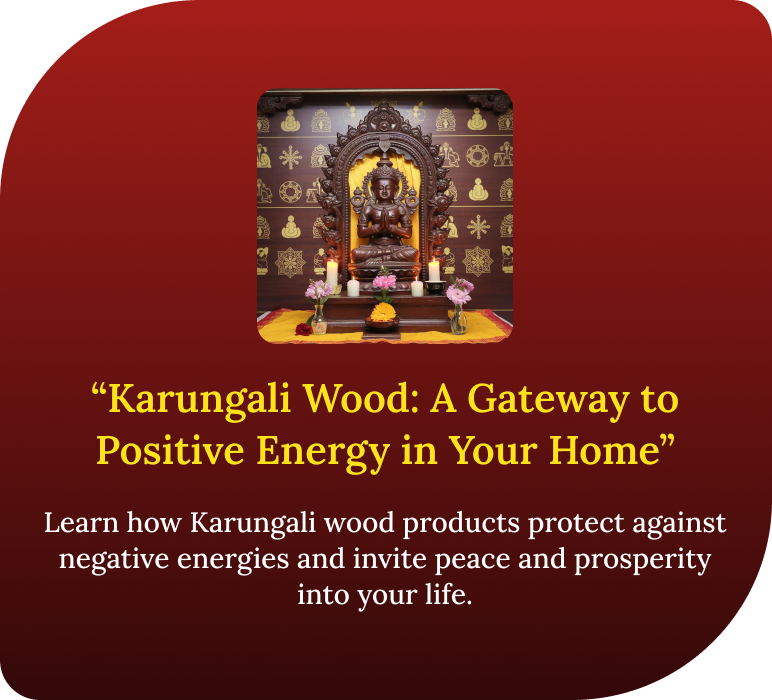 “Karungali Wood: A Gateway to
Positive Energy in Your Home”
Learn how Karungali wood products protect against
negative energies and invite peace and prosperity
into your life.